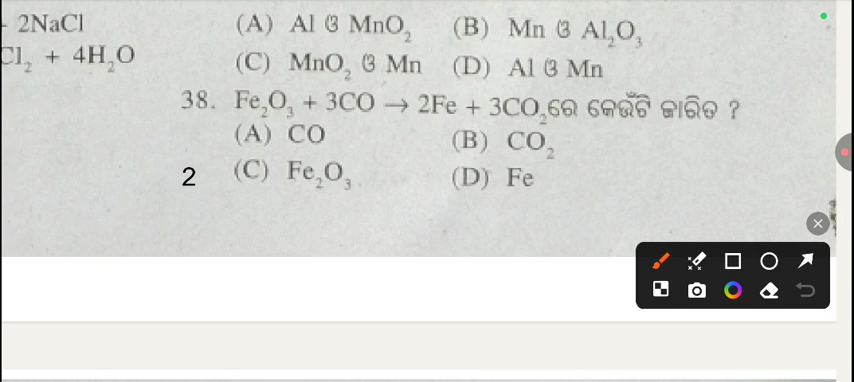 - 2NaCl
Cl₂ + 4H₂O
(A) Al ଓ MnO₂ (B) Mn ଓ Al₂O₃
(C) MnO₂ ଓ Mn (D) Al ଓ Mn
38. Fe₂O₃ + 3CO → 2Fe + 3CO₂ରେ କେଉଁଟି ଜାରିତ ?
(A) CO (B) CO₂
2 (C) Fe₂O₃ (D) Fe